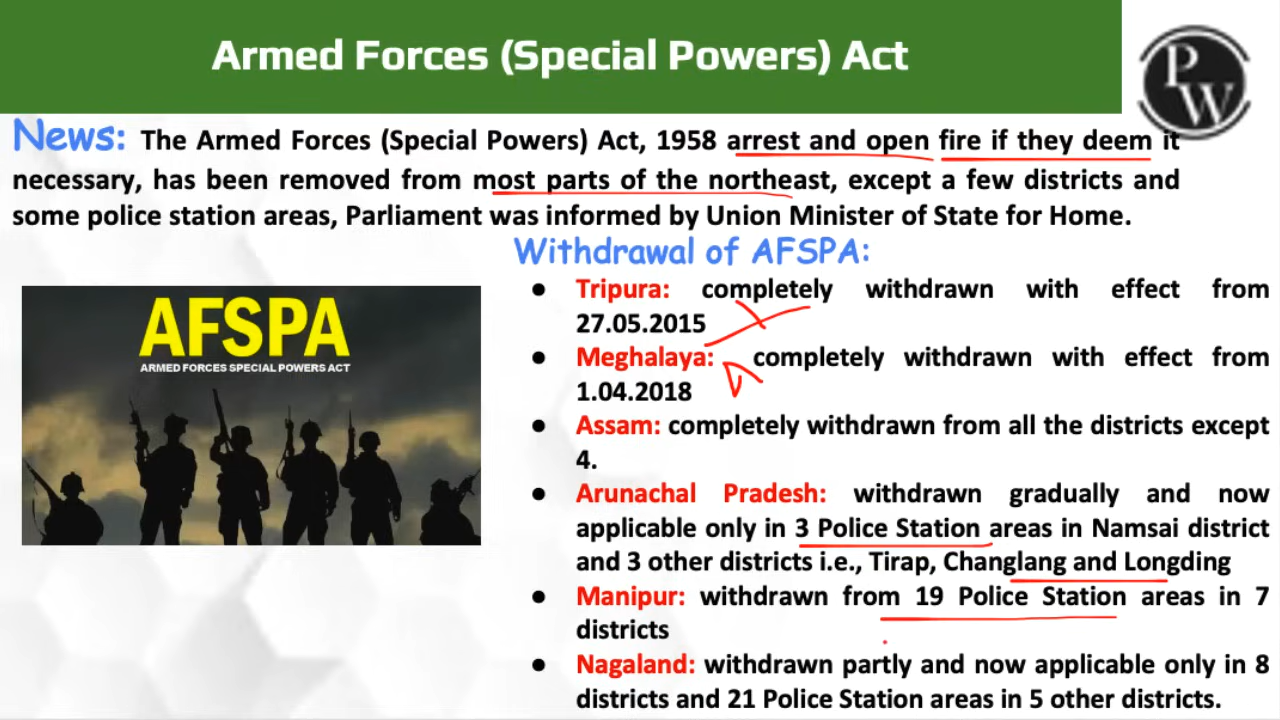 Armed Forces (Special Powers) Act
PW
News: The Armed Forces (Special Powers) Act, 1958 arrest and open fire if they deem it
necessary, has been removed from most parts of the northeast, except a few districts and
some police station areas, Parliament was informed by Union Minister of State for Home.
AFSPA
ARMED FORCES SPECIAL POWERS ACT
Withdrawal of AFSPA:
● Tripura: completely withdrawn with effect from
27.05.2015
● Meghalaya: completely withdrawn with effect from
1.04.2018
● Assam: completely withdrawn from all the districts except
4.
● Arunachal Pradesh: withdrawn gradually and now
applicable only in 3 Police Station areas in Namsai district
and 3 other districts i.e., Tirap, Changlang and Longding
● Manipur: withdrawn from 19 Police Station areas in 7
districts
● Nagaland: withdrawn partly and now applicable only in 8
districts and 21 Police Station areas in 5 other districts.